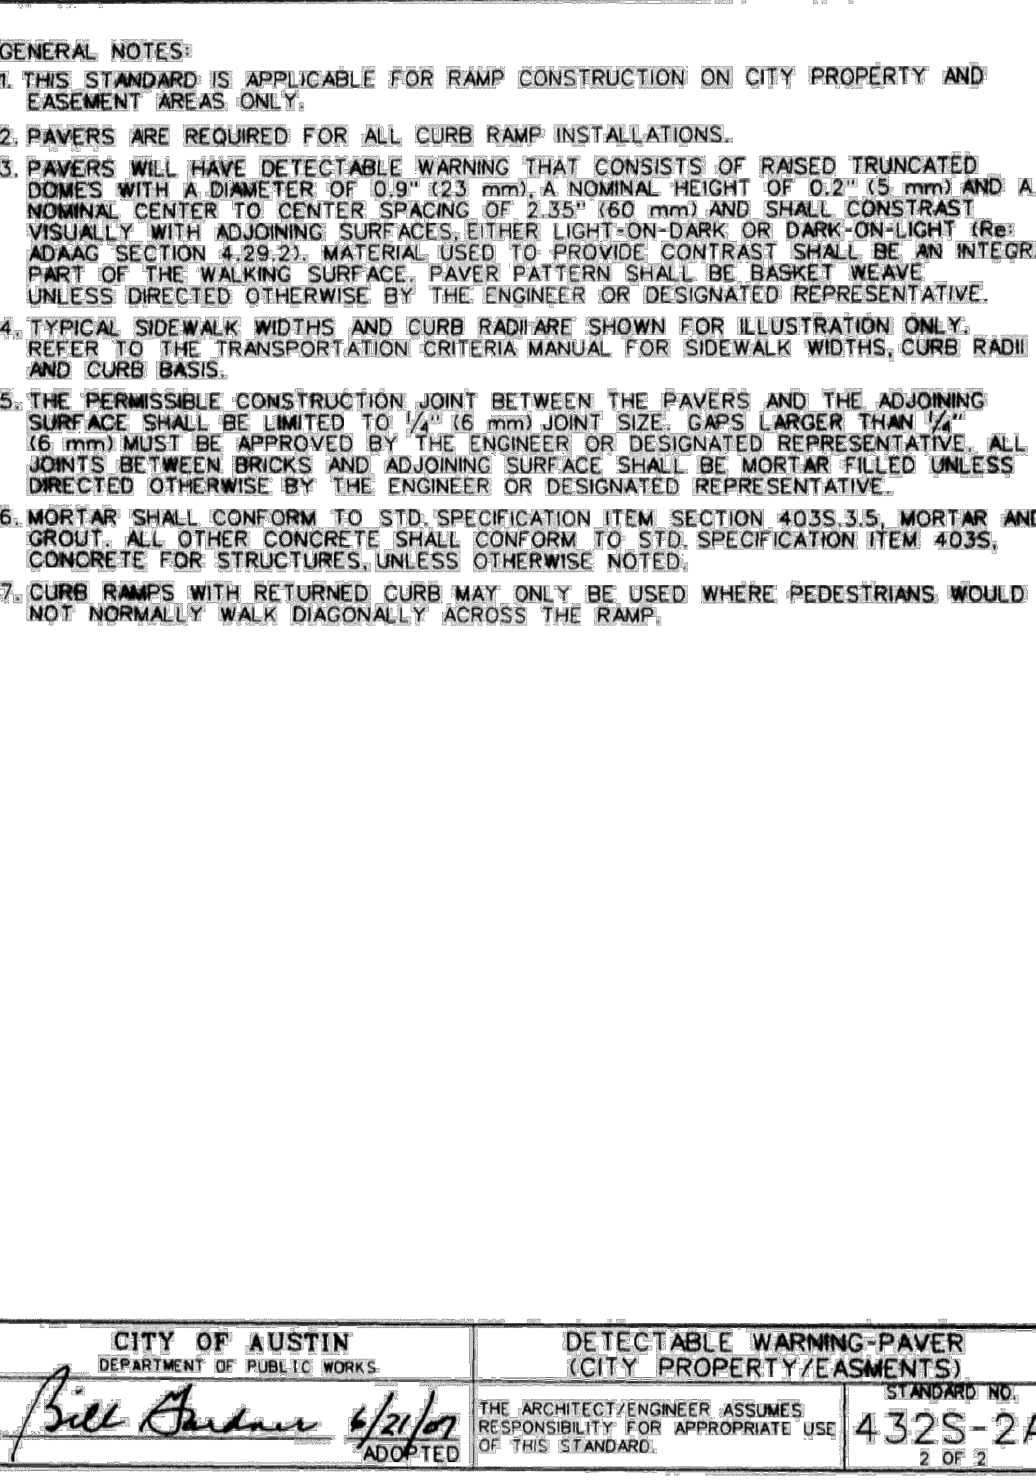 GENERAL NOTES:
1. THIS STANDARD IS APPLICABLE FOR RAMP CONSTRUCTION ON CITY PROPERTY AND
EASEMENT AREAS ONLY.
2. PAVERS ARE REQUIRED FOR ALL CURB RAMP INSTALLATIONS.
3. PAVERS WILL HAVE DETECTABLE WARNING THAT CONSISTS OF RAISED TRUNCATED
DOMES WITH A DIAMETER OF 0.9" (23 mm), A NOMINAL HEIGHT OF 0.2" (5 mm) AND A
NOMINAL CENTER TO CENTER SPACING OF 2.35" (60 mm) AND SHALL CONSTRAST
VISUALLY WITH ADJOINING SURFACES, EITHER LIGHT-ON-DARK OR DARK-ON-LIGHT (Re:
ADAAG SECTION 4.29.2). MATERIAL USED TO PROVIDE CONTRAST SHALL BE AN INTEGRA
PART OF THE WALKING SURFACE. PAVER PATTERN SHALL BE BASKET WEAVE
UNLESS DIRECTED OTHERWISE BY THE ENGINEER OR DESIGNATED REPRESENTATIVE.
4. TYPICAL SIDEWALK WIDTHS AND CURB RADII ARE SHOWN FOR ILLUSTRATION ONLY.
REFER TO THE TRANSPORTATION CRITERIA MANUAL FOR SIDEWALK WIDTHS, CURB RADII
AND CURB BASIS.
5. THE PERMISSIBLE CONSTRUCTION JOINT BETWEEN THE PAVERS AND THE ADJOINING
SURFACE SHALL BE LIMITED TO 1/4" (6 mm) JOINT SIZE. GAPS LARGER THAN 1/4"
(6 mm) MUST BE APPROVED BY THE ENGINEER OR DESIGNATED REPRESENTATIVE. ALL
JOINTS BETWEEN BRICKS AND ADJOINING SURFACE SHALL BE MORTAR FILLED UNLESS
DIRECTED OTHERWISE BY THE ENGINEER OR DESIGNATED REPRESENTATIVE.
6. MORTAR SHALL CONFORM TO STD. SPECIFICATION ITEM SECTION 403S.3.5, MORTAR AND
GROUT. ALL OTHER CONCRETE SHALL CONFORM TO STD. SPECIFICATION ITEM 403S,
CONCRETE FOR STRUCTURES, UNLESS OTHERWISE NOTED.
7. CURB RAMPS WITH RETURNED CURB MAY ONLY BE USED WHERE PEDESTRIANS WOULD
NOT NORMALLY WALK DIAGONALLY ACROSS THE RAMP.
CITY OF AUSTIN
DEPARTMENT OF PUBLIC WORKS
Bill Gardner 6/21/07
ADOPTED
DETECTABLE WARNING-PAVER
(CITY PROPERTY/EASMENTS)
THE ARCHITECT/ENGINEER ASSUMES
RESPONSIBILITY FOR APPROPRIATE USE
OF THIS STANDARD.
STANDARD NO.
432S-2A
2 OF 2